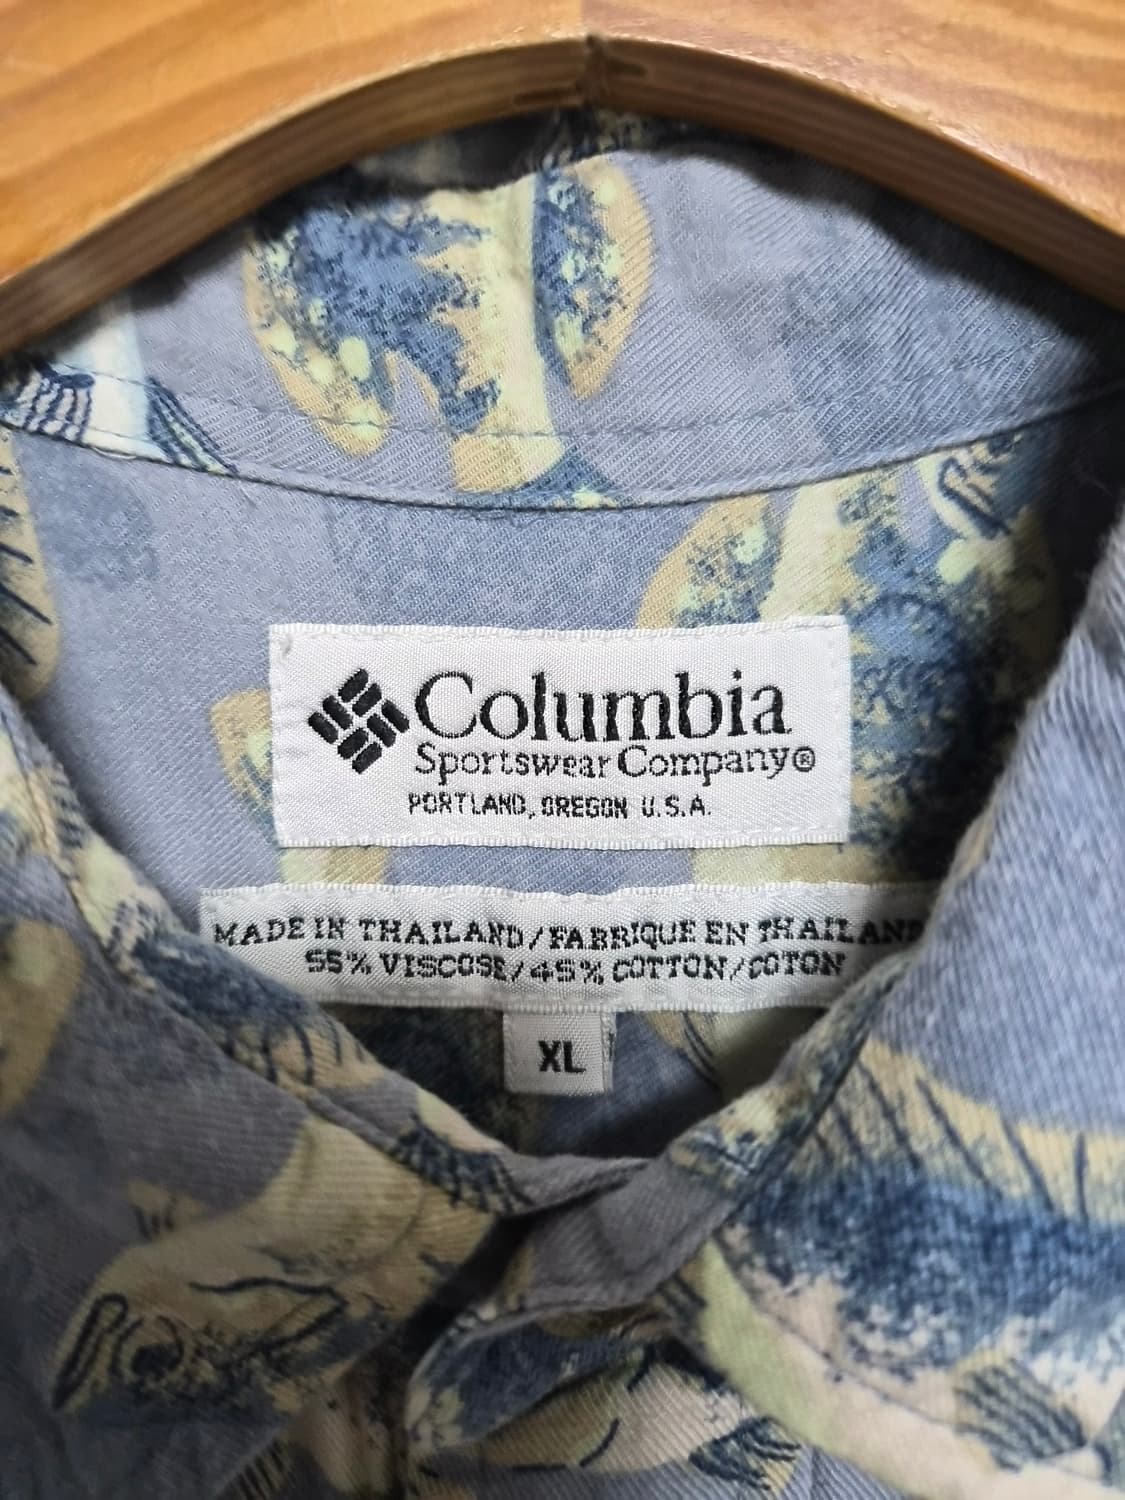 Columbia
Sportswear Company®
PORTLAND, OREGON U.S.A.
MADE IN THAILAND/FABRIQUE EN THAILAND
55% VISCOSE/45% COTTON/COTON
XL